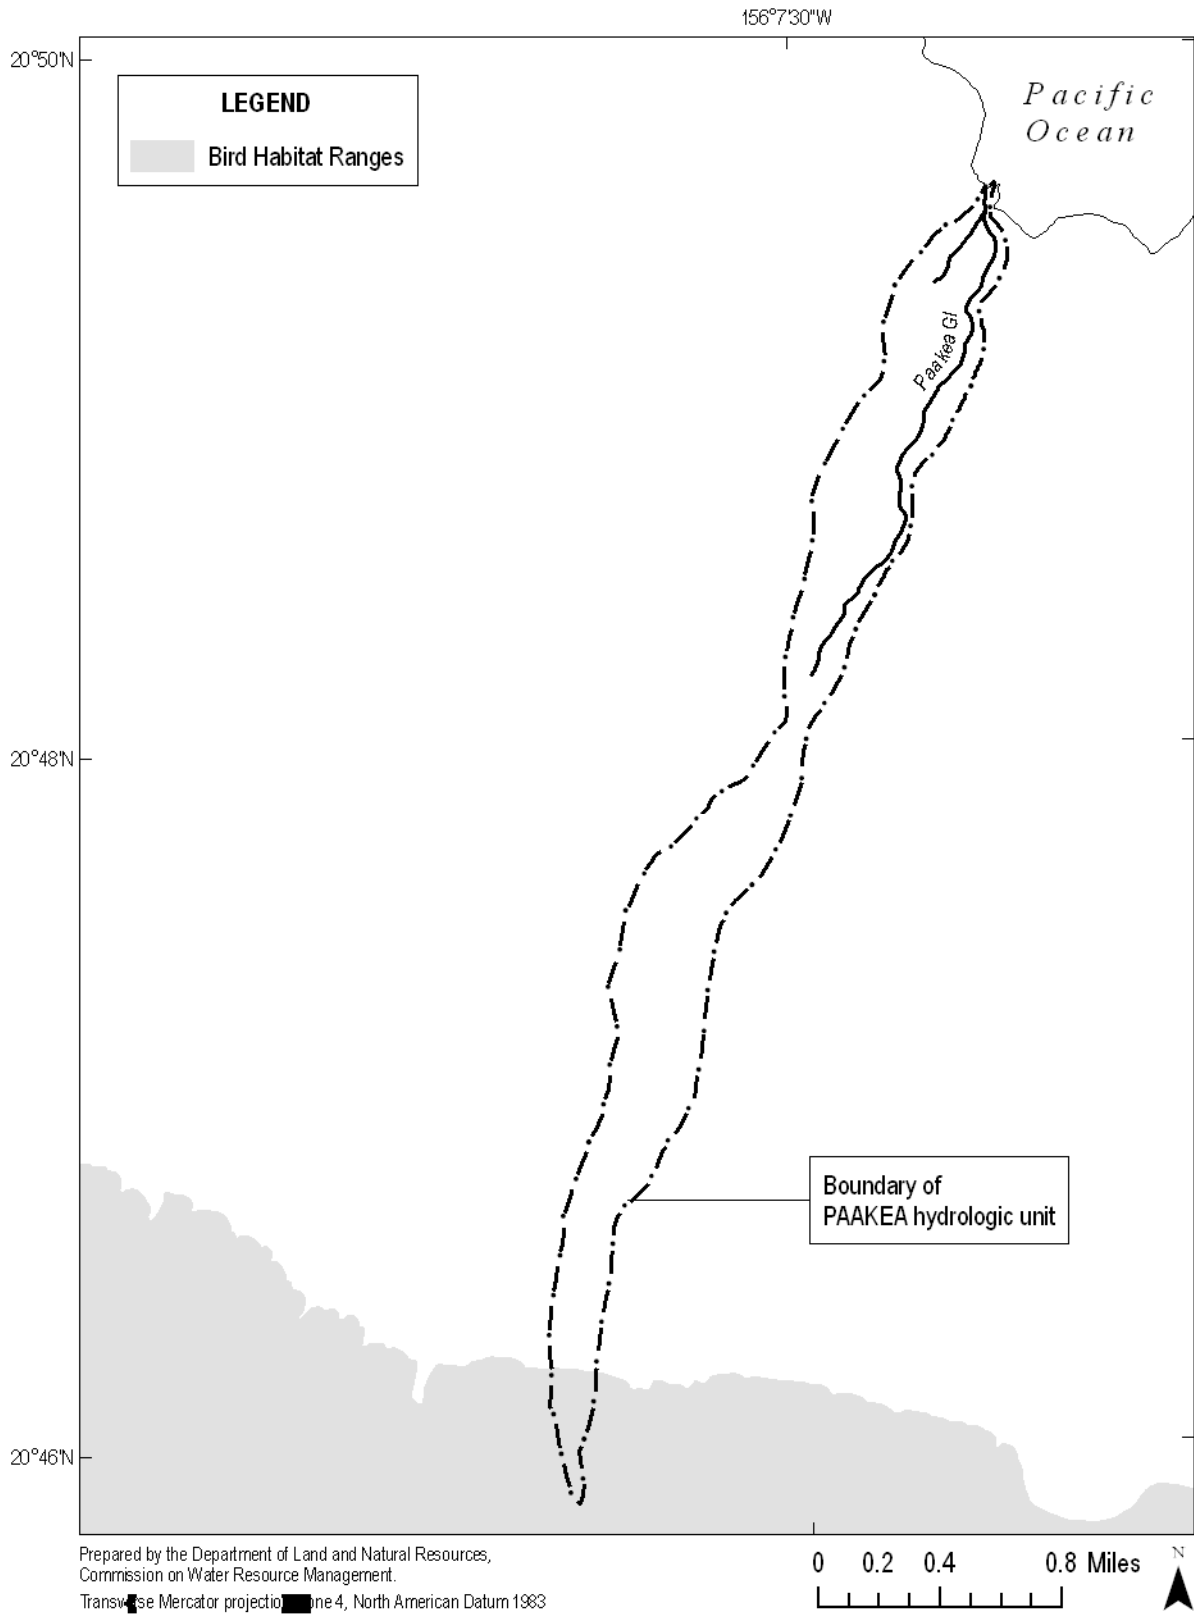 156°7'30"W
20°50'N
LEGEND
Bird Habitat Ranges
Pacific
Ocean
Paakea Gl
20°48'N
Boundary of
PAAKEA hydrologic unit
20°46'N
Prepared by the Department of Land and Natural Resources,
Commission on Water Resource Management.
Mercator 4, North American Datum 1983
0 0.2 0.4 0.8 Miles
N